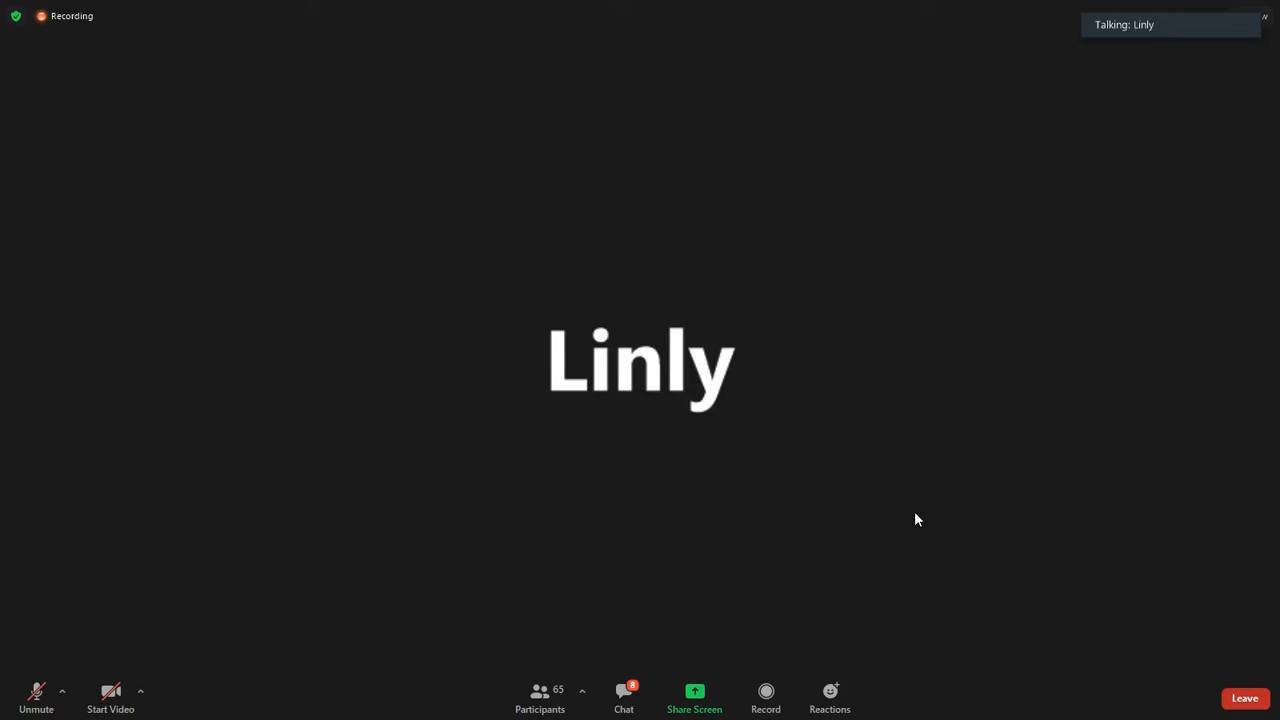 Recording
Talking: Linly
Linly
Unmute
Start Video
65
Participants
8
Chat
Share Screen
Record
Reactions
Leave